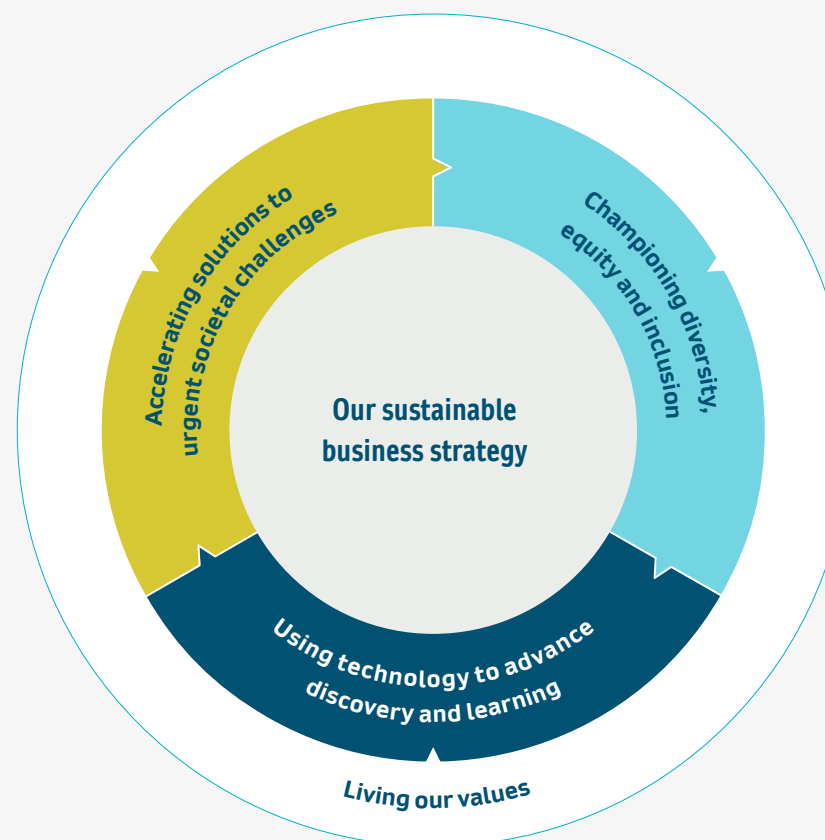 Accelerating solutions to
urgent societal challenges
Championing diversity,
equity and inclusion
Our sustainable
business strategy
Using technology to advance
discovery and learning
Living our values